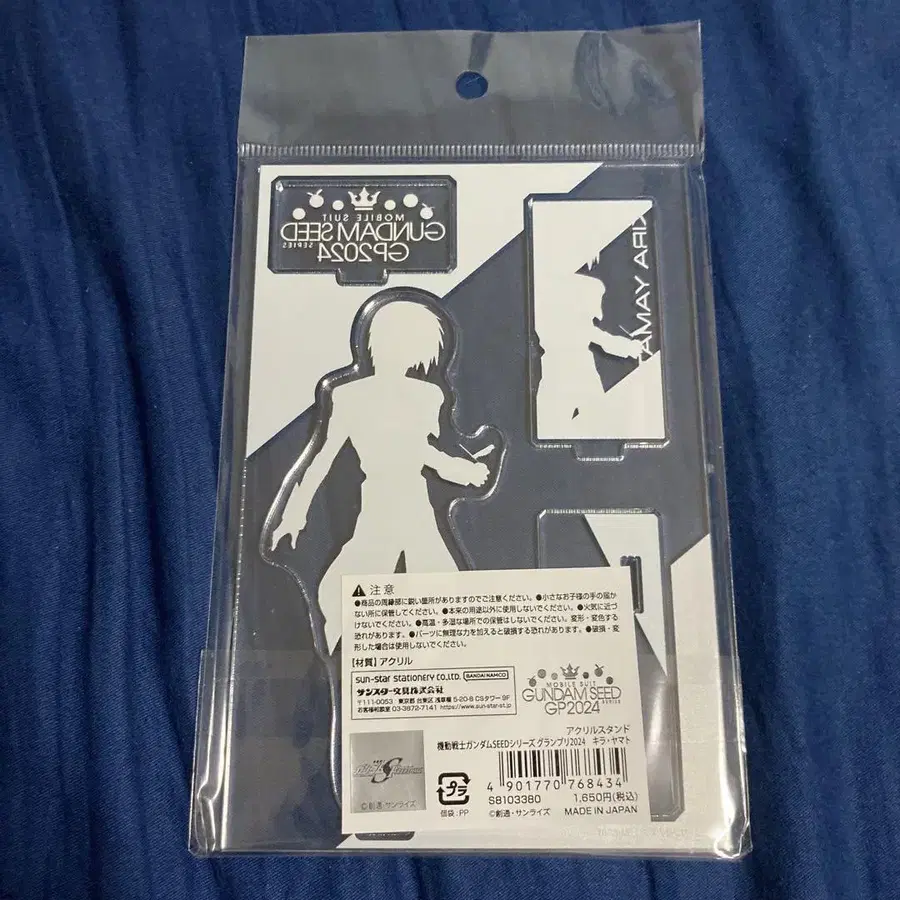 MOBILE SUIT
GUNDAM SEED
SERIES
GP2024
KIRA YAMA
注意
●商品の周縁部に鋭い箇所がありますのでご注意ください。●小さなお子様の手の届か
ない所に保管してください。●本来の用途以外に使用しないでください。●火気に近づ
けないでください。●高温・多湿な場所での保管はしないでください。変形・変色する
恐れがあります。●パーツに無理な力を加えると破損する恐れがあります。●破損・変
形した場合は使用しないでください。
【材質】アクリル
sun-star stationery co.,LTD. BANDAI NAMCO
サンスター文具株式会社
〒111-0053 東京都 台東区 浅草橋 5-20-8 CSタワー 9F
お客様相談室 03-3872-7141 https://www.sun-star-st.jp
MOBILE SUIT
GUNDAM SEED
SERIES
GP2024
アクリルスタンド
機動戦士ガンダムSEEDシリーズ グランプリ2024 キラ・ヤマト
4 901770 768434
S8103380 1,650円(税込)
©創通・サンライズ MADE IN JAPAN
プラ
個袋:PP
©創通・サンライズ